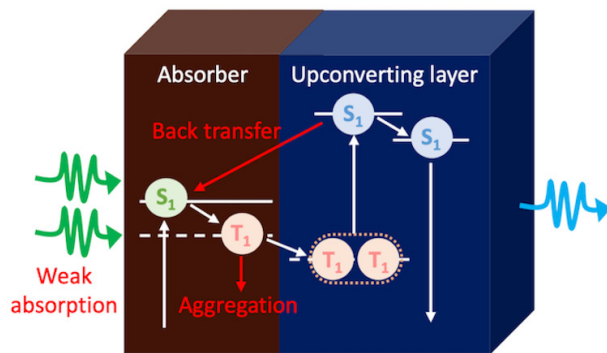 Absorber
Upconverting layer
S₁
S₁
Back transfer
S₁
T₁
T₁
T₁
Weak
absorption
Aggregation